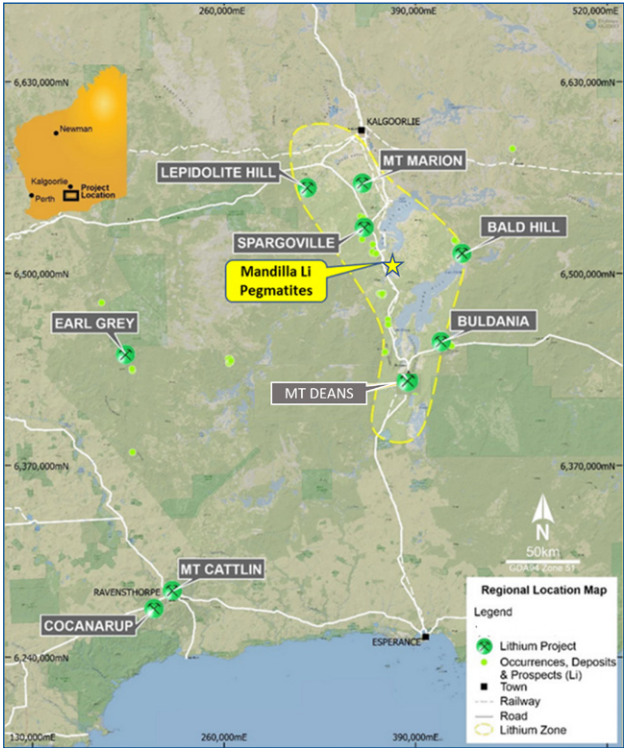 260,000mE
390,000mE
520,000mE
6,630,000mN
6,630,000mN
Newman
Kalgoorlie
Perth
Project
Location
KALGOORLIE
LEPIDOLITE HILL
MT MARION
SPARGOVILLE
BALD HILL
Mandilla Li
Pegmatites
6,500,000mN
6,500,000mN
EARL GREY
BULDANIA
MT DEANS
6,370,000mN
6,370,000mN
N
50km
GDA94 Zone 51
MT CATTLIN
RAVENSTHORPE
COCANARUP
ESPERANCE
6,240,000mN
Regional Location Map
Legend
Lithium Project
Occurrences, Deposits
& Prospects (Li)
Town
Railway
Road
Lithium Zone
130,000mE
260,000mE
390,000mE